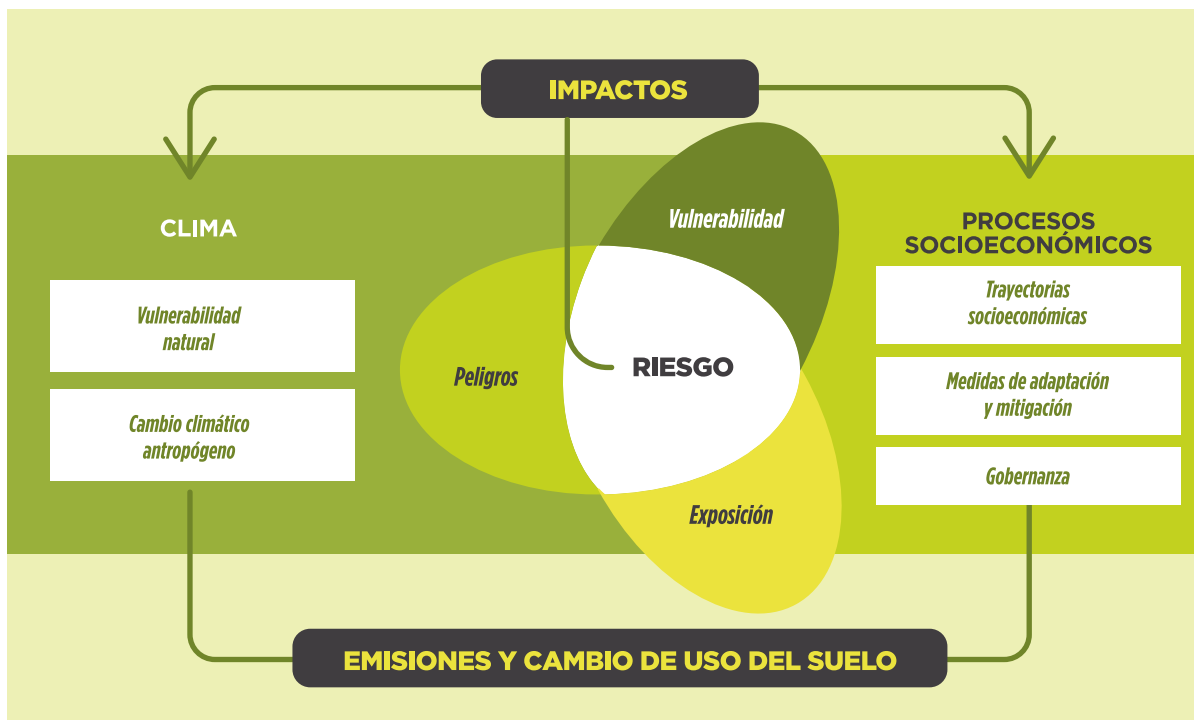 IMPACTOS
CLIMA
Vulnerabilidad
natural
Cambio climático
antropógeno
Vulnerabilidad
Peligros
RIESGO
Exposición
PROCESOS
SOCIOECONÓMICOS
Trayectorias
socioeconómicas
Medidas de adaptación
y mitigación
Gobernanza
EMISIONES Y CAMBIO DE USO DEL SUELO